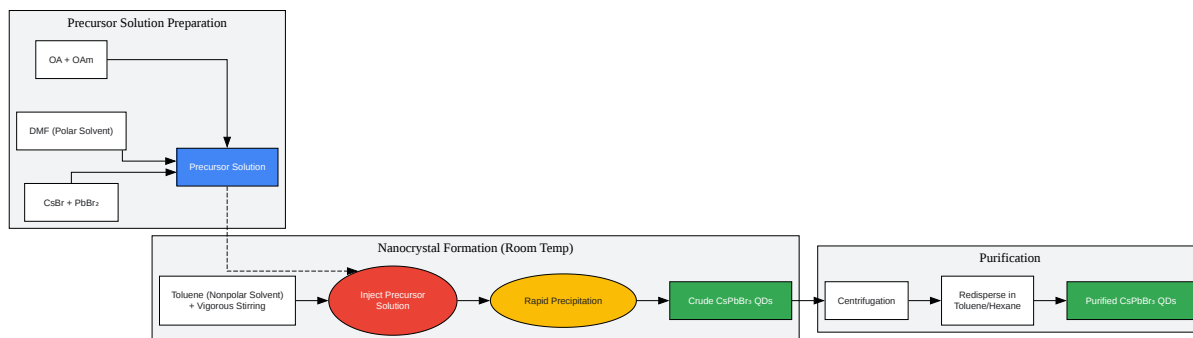 Precursor Solution Preparation
OA + OAm
DMF (Polar Solvent)
Precursor Solution
CsBr + PbBr₂
Nanocrystal Formation (Room Temp)
Toluene (Nonpolar Solvent)
+ Vigorous Stirring
Inject Precursor
Solution
Rapid Precipitation
Crude CsPbBr₃ QDs
Purification
Centrifugation
Redisperse in
Toluene/Hexane
Purified CsPbBr₃ QDs